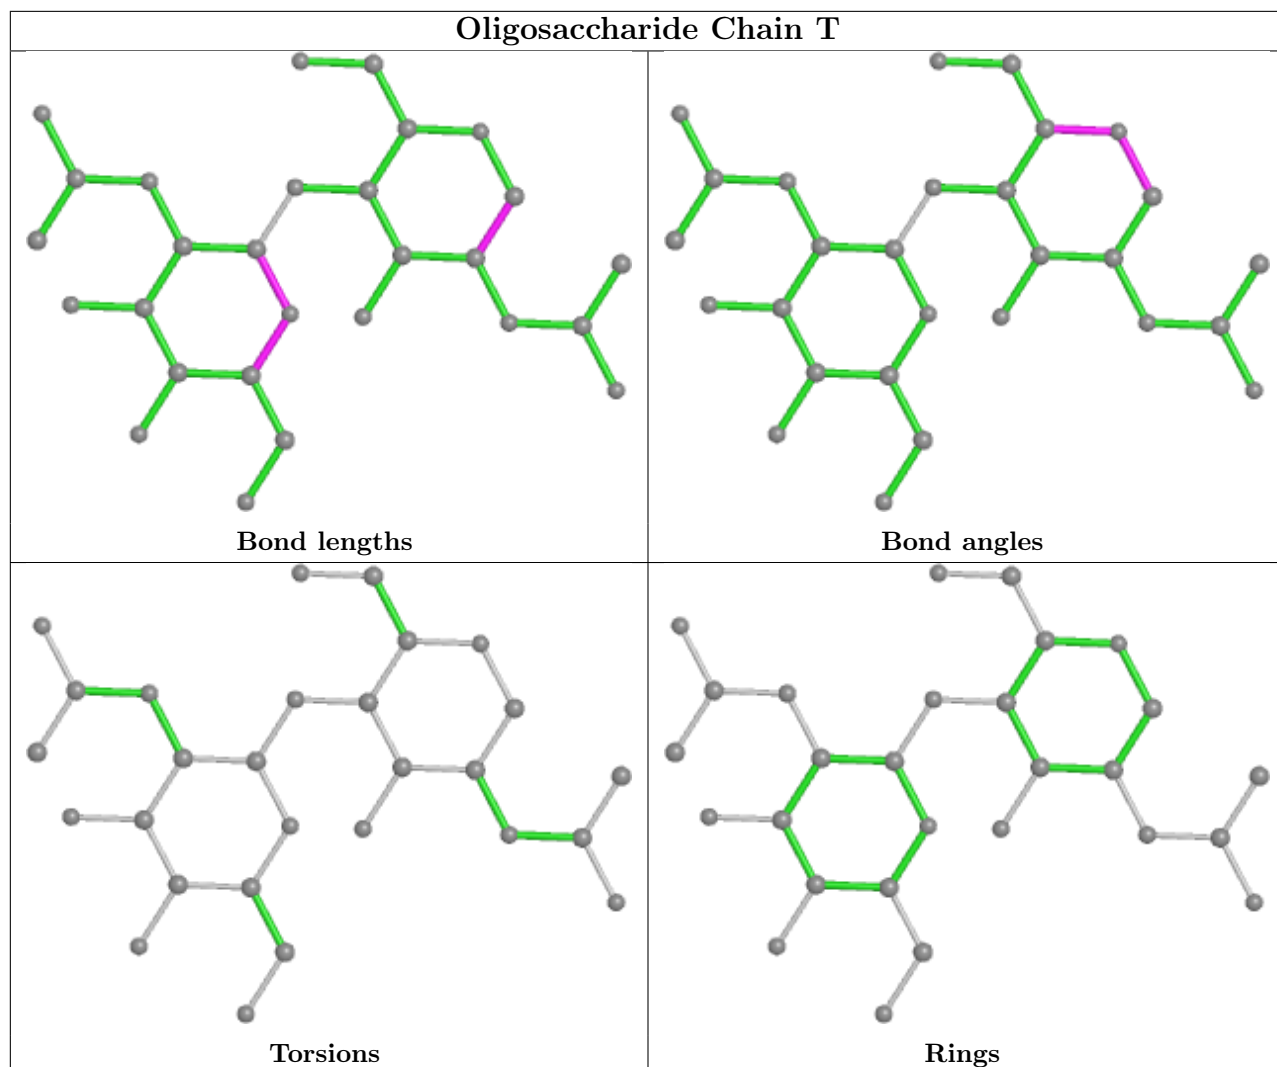 Oligosaccharide Chain T
Bond lengths
Bond angles
Torsions
Rings